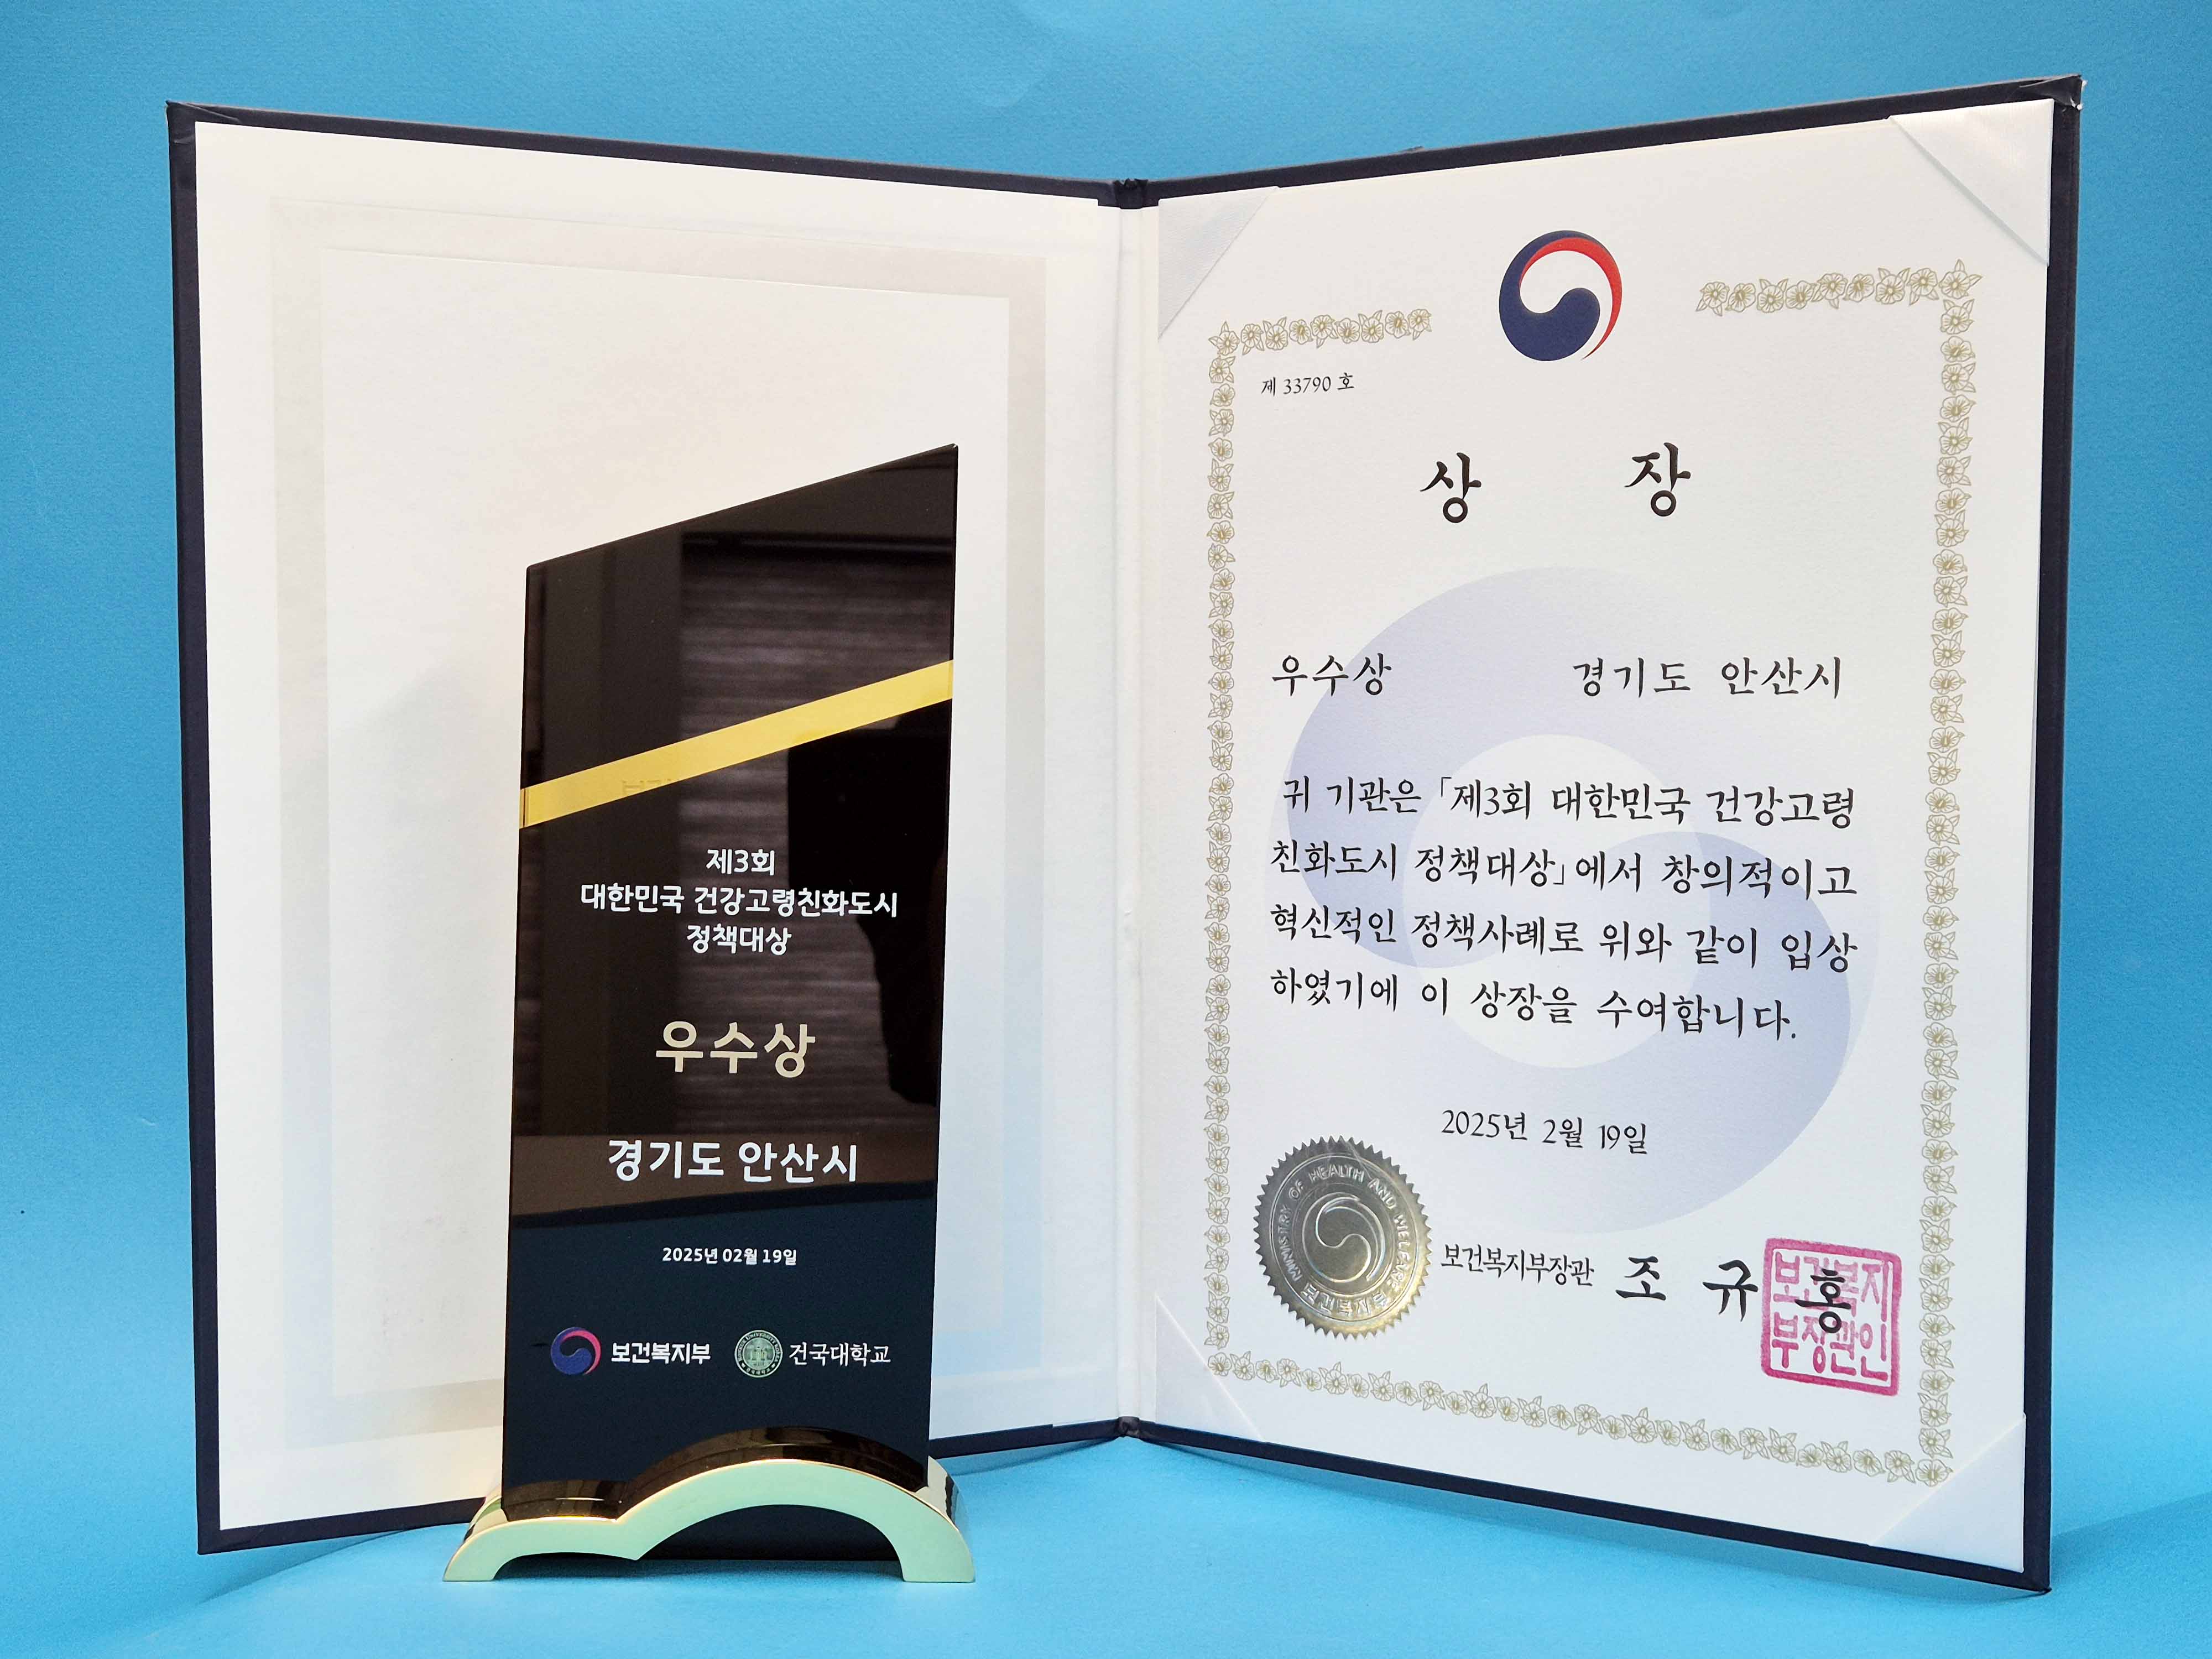 제3회
대한민국 건강고령친화도시
정책대상
우수상
경기도 안산시
2025년 02월 19일
보건복지부
건국대학교
제 33790 호
상 장
우수상 경기도 안산시
귀 기관은 「제3회 대한민국 건강고령
친화도시 정책대상」에서 창의적이고
혁신적인 정책사례로 위와 같이 입상
하였기에 이 상장을 수여합니다.
2025년 2월 19일
MINISTRY OF HEALTH AND WELFARE
보건복지부
보건복지부장관 조 규 홍
보건복지
부장관인